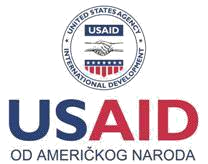 UNITED STATES AGENCY
USAID
INTERNATIONAL DEVELOPMENT
USAID
OD AMERIČKOG NARODA